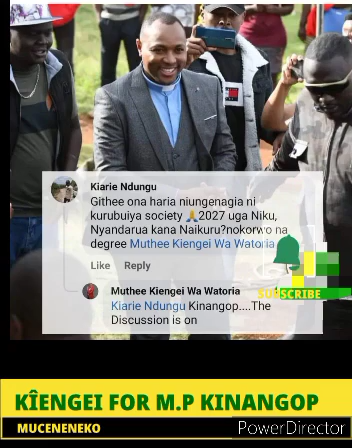 Kiarie Ndungu
Githee ona haria niungenagia ni
kurubuiya society 🙏2027 uga Niku,
Nyandarua kana Naikuru?nokorwo na
degree Muthee Kiengei Wa Watoria
Like Reply
Muthee Kiengei Wa Watoria
Kiarie Ndungu Kinangop....The
Discussion is on
SUBSCRIBE
KÎENGEI FOR M.P KINANGOP
MUCENENEKO
PowerDirector